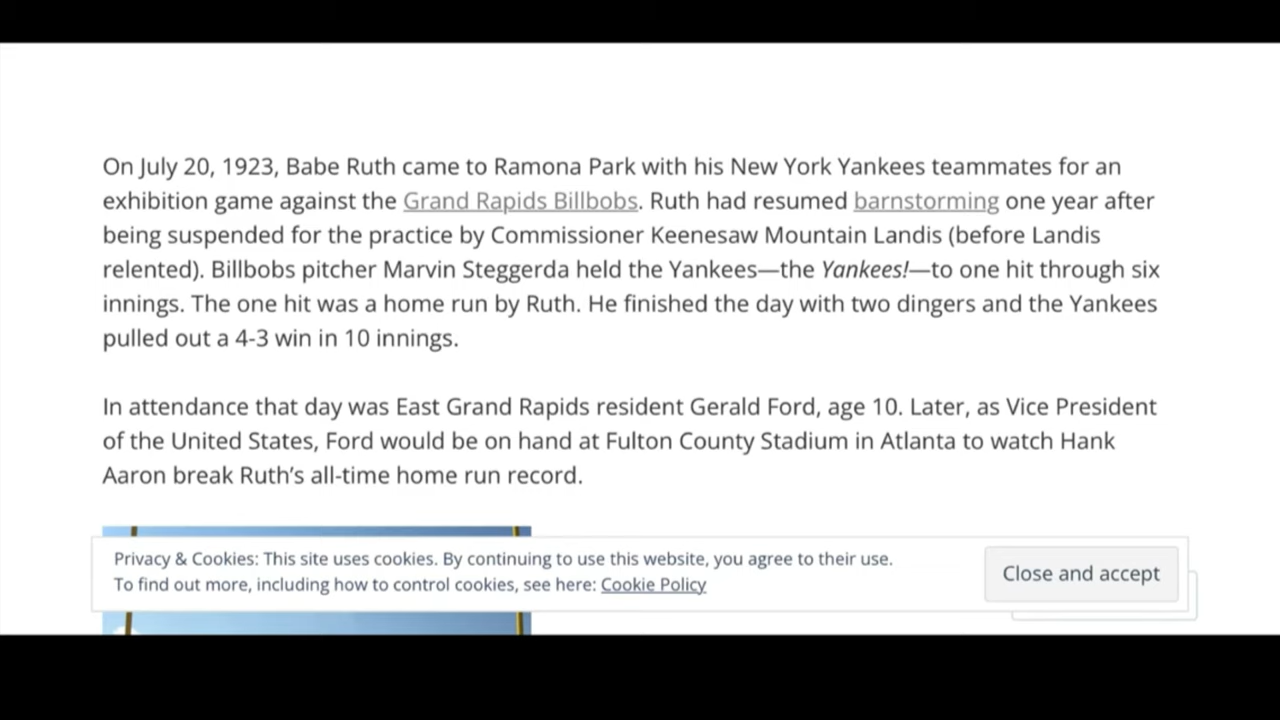 On July 20, 1923, Babe Ruth came to Ramona Park with his New York Yankees teammates for an
exhibition game against the Grand Rapids Billbobs. Ruth had resumed barnstorming one year after
being suspended for the practice by Commissioner Keenesaw Mountain Landis (before Landis
relented). Billbobs pitcher Marvin Steggerda held the Yankees—the Yankees!—to one hit through six
innings. The one hit was a home run by Ruth. He finished the day with two dingers and the Yankees
pulled out a 4-3 win in 10 innings.
In attendance that day was East Grand Rapids resident Gerald Ford, age 10. Later, as Vice President
of the United States, Ford would be on hand at Fulton County Stadium in Atlanta to watch Hank
Aaron break Ruth’s all-time home run record.
Privacy & Cookies: This site uses cookies. By continuing to use this website, you agree to their use.
To find out more, including how to control cookies, see here: Cookie Policy
Close and accept